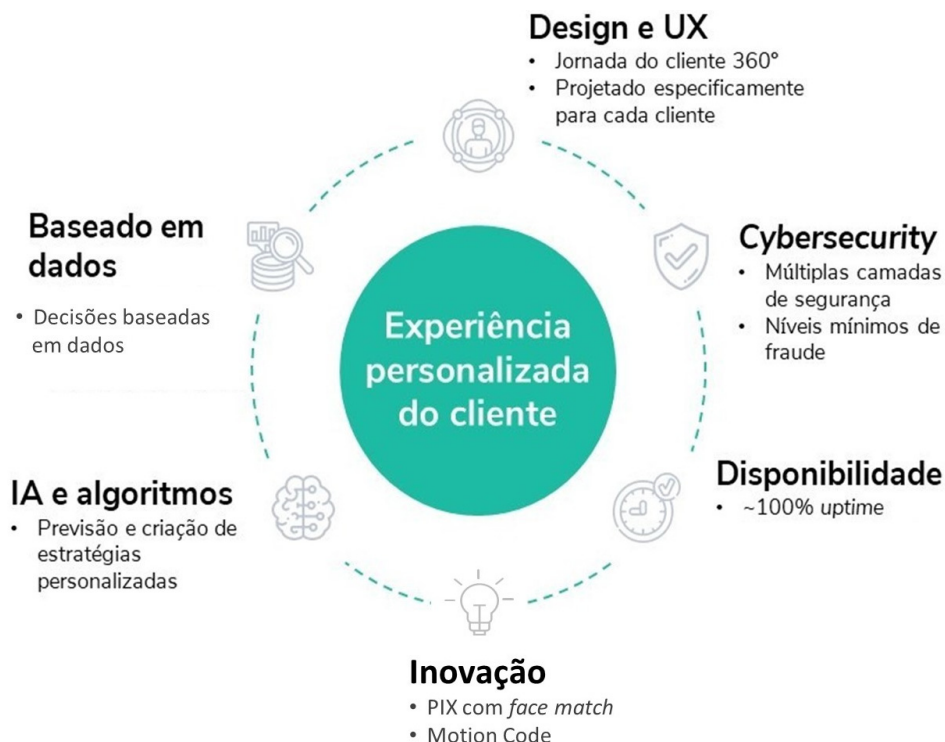 Design e UX
• Jornada do cliente 360°
• Projetado especificamente
para cada cliente
Baseado em
dados
• Decisões baseadas
em dados
Cybersecurity
• Múltiplas camadas
de segurança
• Níveis mínimos de
fraude
Experiência
personalizada
do cliente
IA e algoritmos
• Previsão e criação de
estratégias
personalizadas
Disponibilidade
• ~100% uptime
Inovação
• PIX com face match
• Motion Code